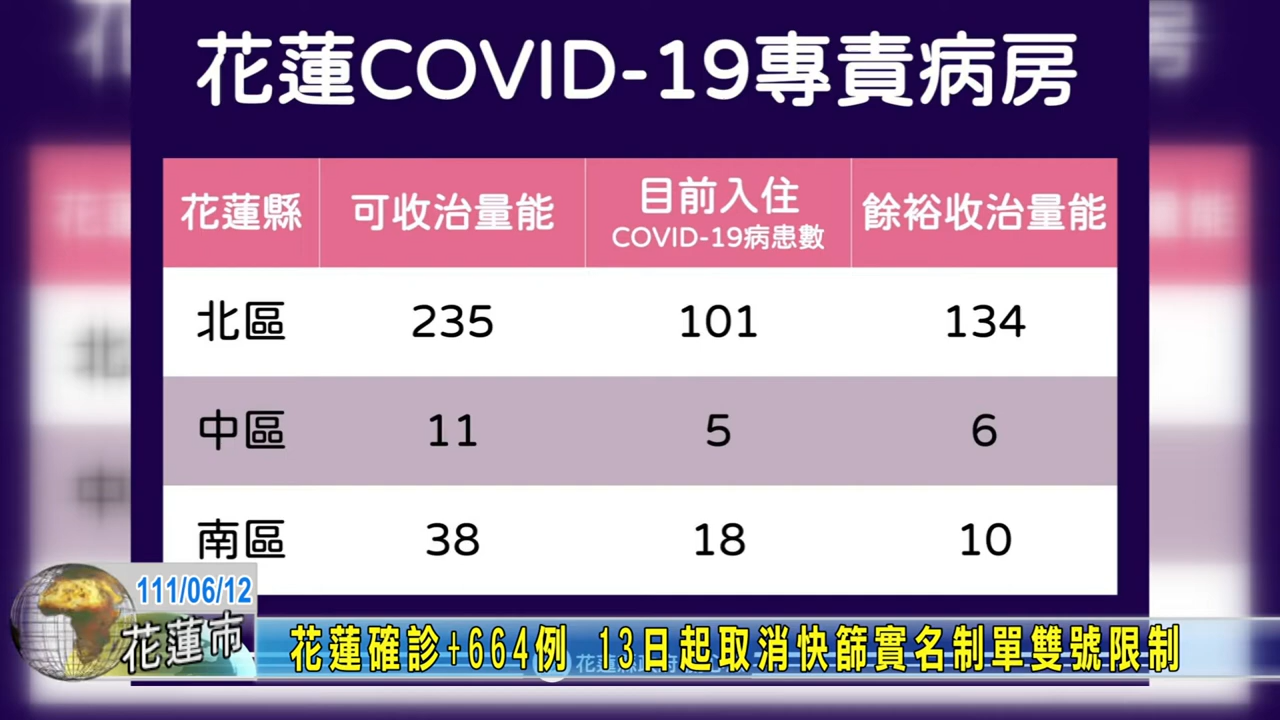 花蓮COVID-19專責病房
花蓮縣 可收治量能 目前入住 COVID-19病患數 餘裕收治量能
北區 235 101 134
中區 11 5 6
南區 38 18 10
111/06/12
花蓮市
花蓮確診+664例 13日起取消快篩實名制單雙號限制